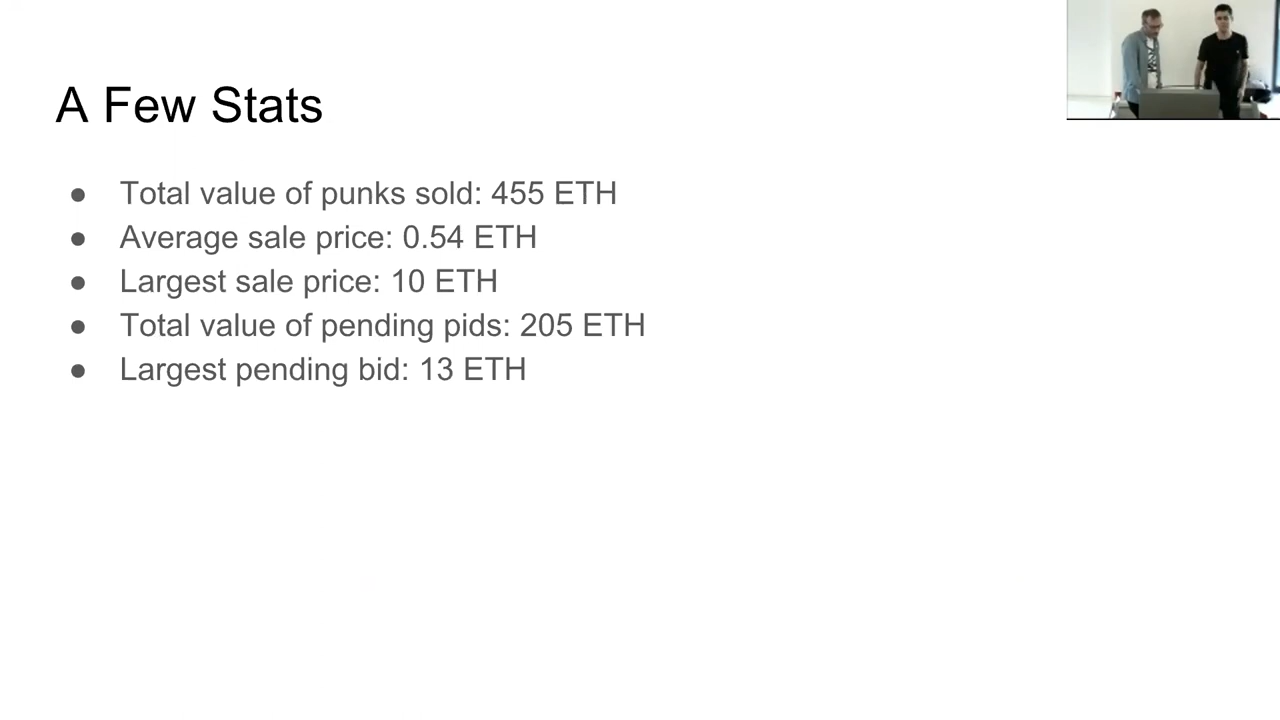 A Few Stats
● Total value of punks sold: 455 ETH
● Average sale price: 0.54 ETH
● Largest sale price: 10 ETH
● Total value of pending pids: 205 ETH
● Largest pending bid: 13 ETH